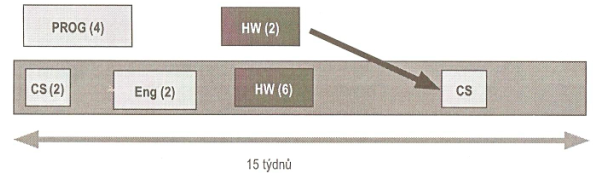 PROG (4) HW (2)
CS (2) Eng (2) HW (6) CS
15 týdnů